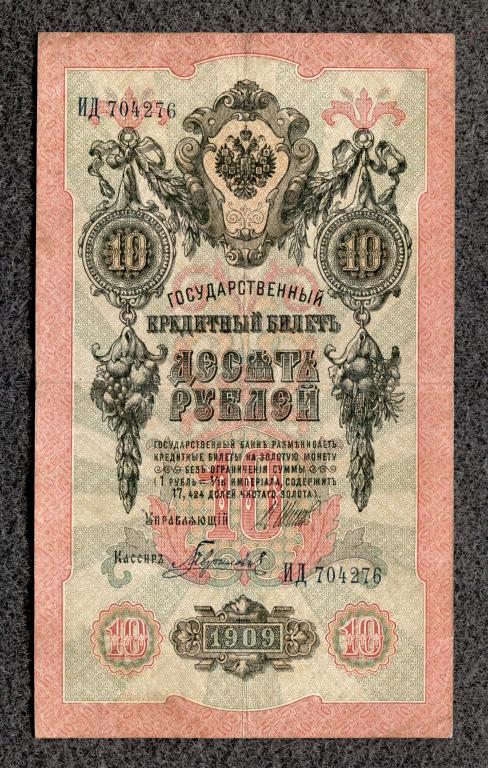 ИД 704276
10 10
ГОСУДАРСТВЕННЫЙ
КРЕДИТНЫЙ БИЛЕТЪ
ДЕСЯТЬ
РУБЛЕЙ
ГОСУДАРСТВЕННЫЙ БАНКЪ РАЗМѢНИВАЕТЪ
КРЕДИТНЫЕ БИЛЕТЫ НА ЗОЛОТУЮ МОНЕТУ
БЕЗЪ ОГРАНИЧЕНІЯ СУММЫ
(1 РУБЛЬ = 1/15 ИМПЕРІАЛА, СОДЕРЖИТЪ
17,424 ДОЛЕЙ ЧИСТАГО ЗОЛОТА).
10
УПРАВЛЯЮЩІЙ
КАССИРЪ
ИД 704276
10 1909 10